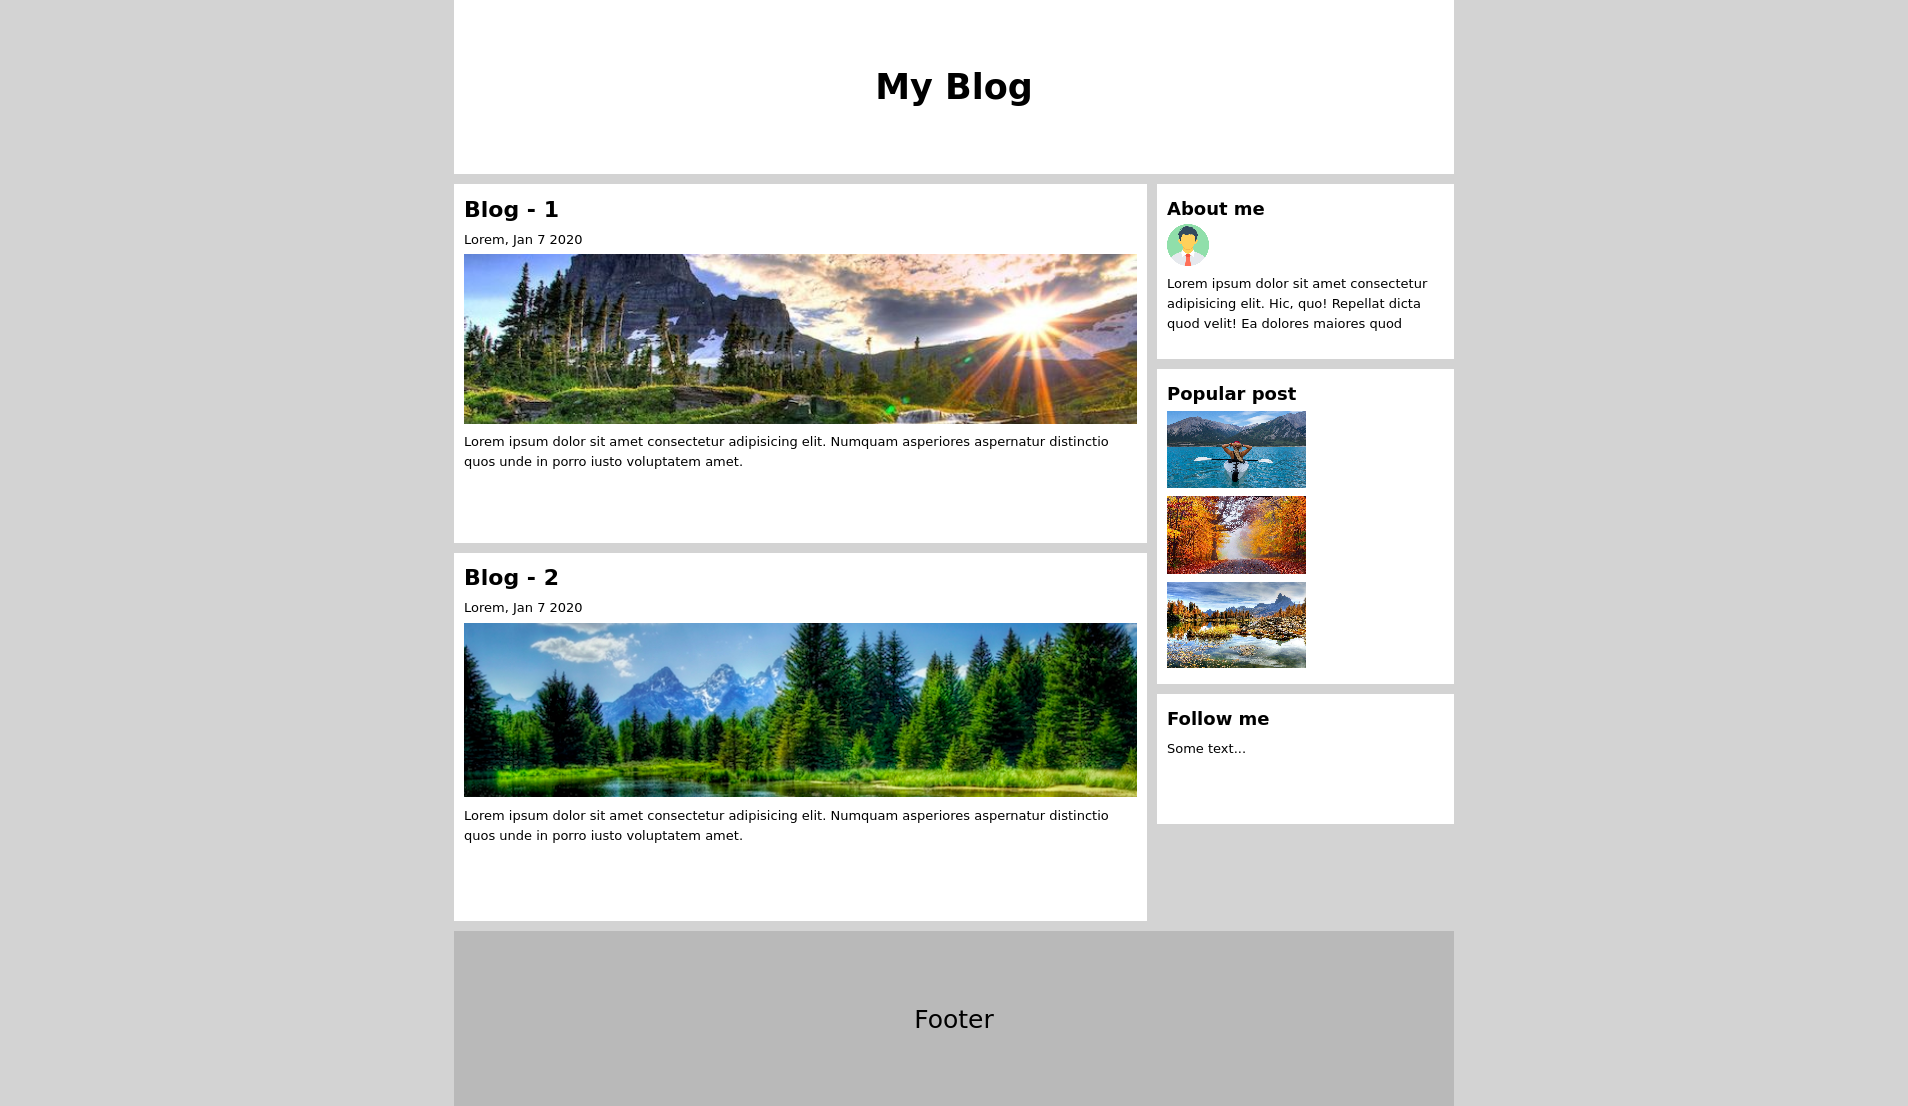 My Blog
Blog - 1
Lorem, Jan 7 2020
Lorem ipsum dolor sit amet consectetur adipisicing elit. Numquam asperiores aspernatur distinctio
quos unde in porro iusto voluptatem amet.
Blog - 2
Lorem, Jan 7 2020
Lorem ipsum dolor sit amet consectetur adipisicing elit. Numquam asperiores aspernatur distinctio
quos unde in porro iusto voluptatem amet.
About me
Lorem ipsum dolor sit amet consectetur
adipisicing elit. Hic, quo! Repellat dicta
quod velit! Ea dolores maiores quod
Popular post
Follow me
Some text...
Footer